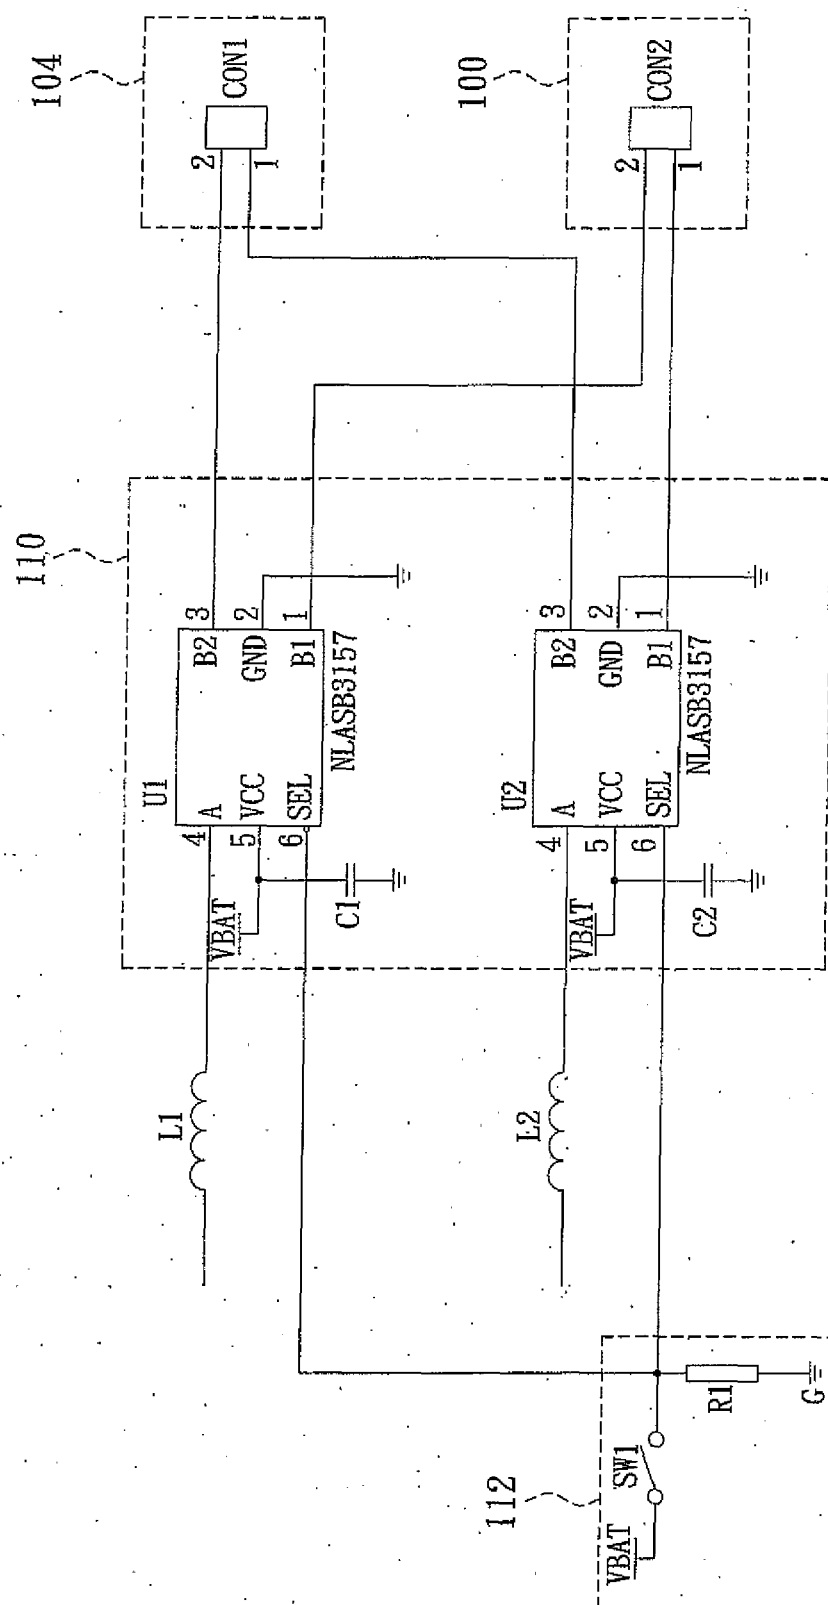 104
CON1
2
1
100
CON2
2
1
110
U1
B2
3
GND
2
B1
1
A
4
VCC
5
SEL
6
NLASB3157
VBAT
C1
L1
U2
B2
3
GND
2
B1
1
A
4
VCC
5
SEL
6
NLASB3157
VBAT
C2
L2
112
VBAT
SW1
R1
G